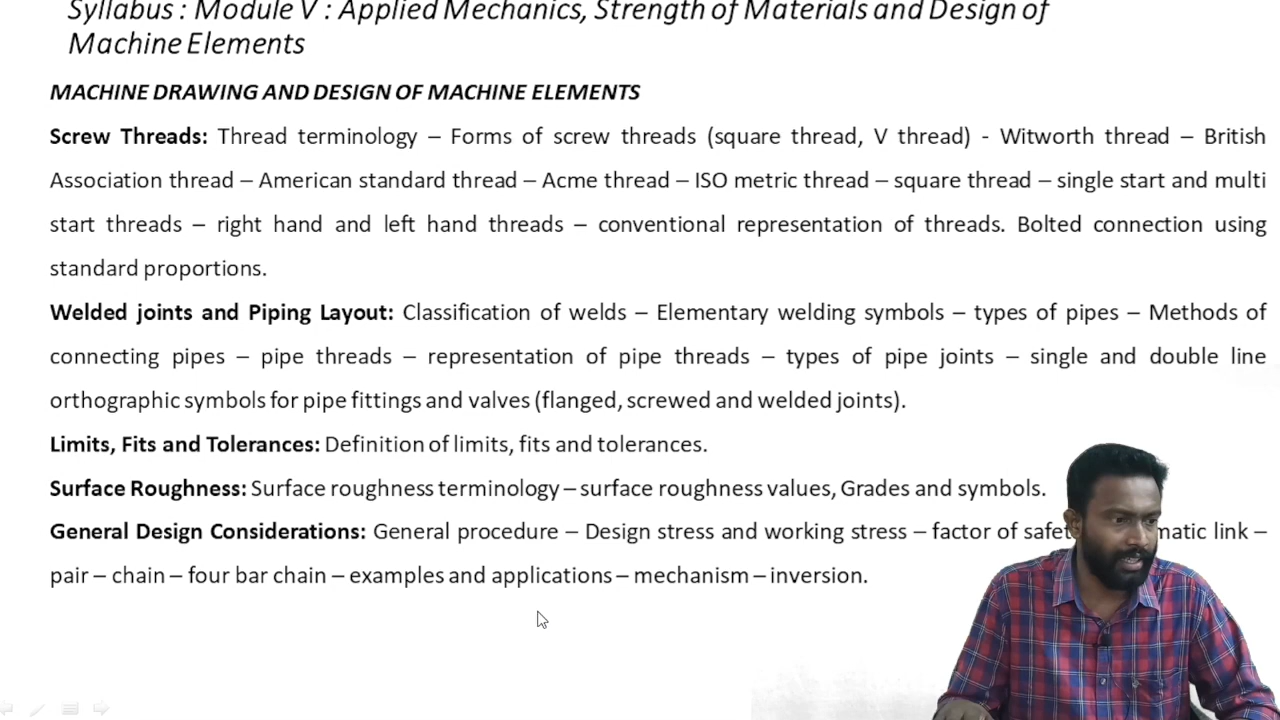 Syllabus : Module V : Applied Mechanics, Strength of Materials and Design of
Machine Elements
MACHINE DRAWING AND DESIGN OF MACHINE ELEMENTS
Screw Threads: Thread terminology – Forms of screw threads (square thread, V thread) - Witworth thread – British
Association thread – American standard thread – Acme thread – ISO metric thread – square thread – single start and multi
start threads – right hand and left hand threads – conventional representation of threads. Bolted connection using
standard proportions.
Welded joints and Piping Layout: Classification of welds – Elementary welding symbols – types of pipes – Methods of
connecting pipes – pipe threads – representation of pipe threads – types of pipe joints – single and double line
orthographic symbols for pipe fittings and valves (flanged, screwed and welded joints).
Limits, Fits and Tolerances: Definition of limits, fits and tolerances.
Surface Roughness: Surface roughness terminology – surface roughness values, Grades and symbols.
General Design Considerations: General procedure – Design stress and working stress – factor of link –
pair – chain – four bar chain – examples and applications – mechanism – inversion.